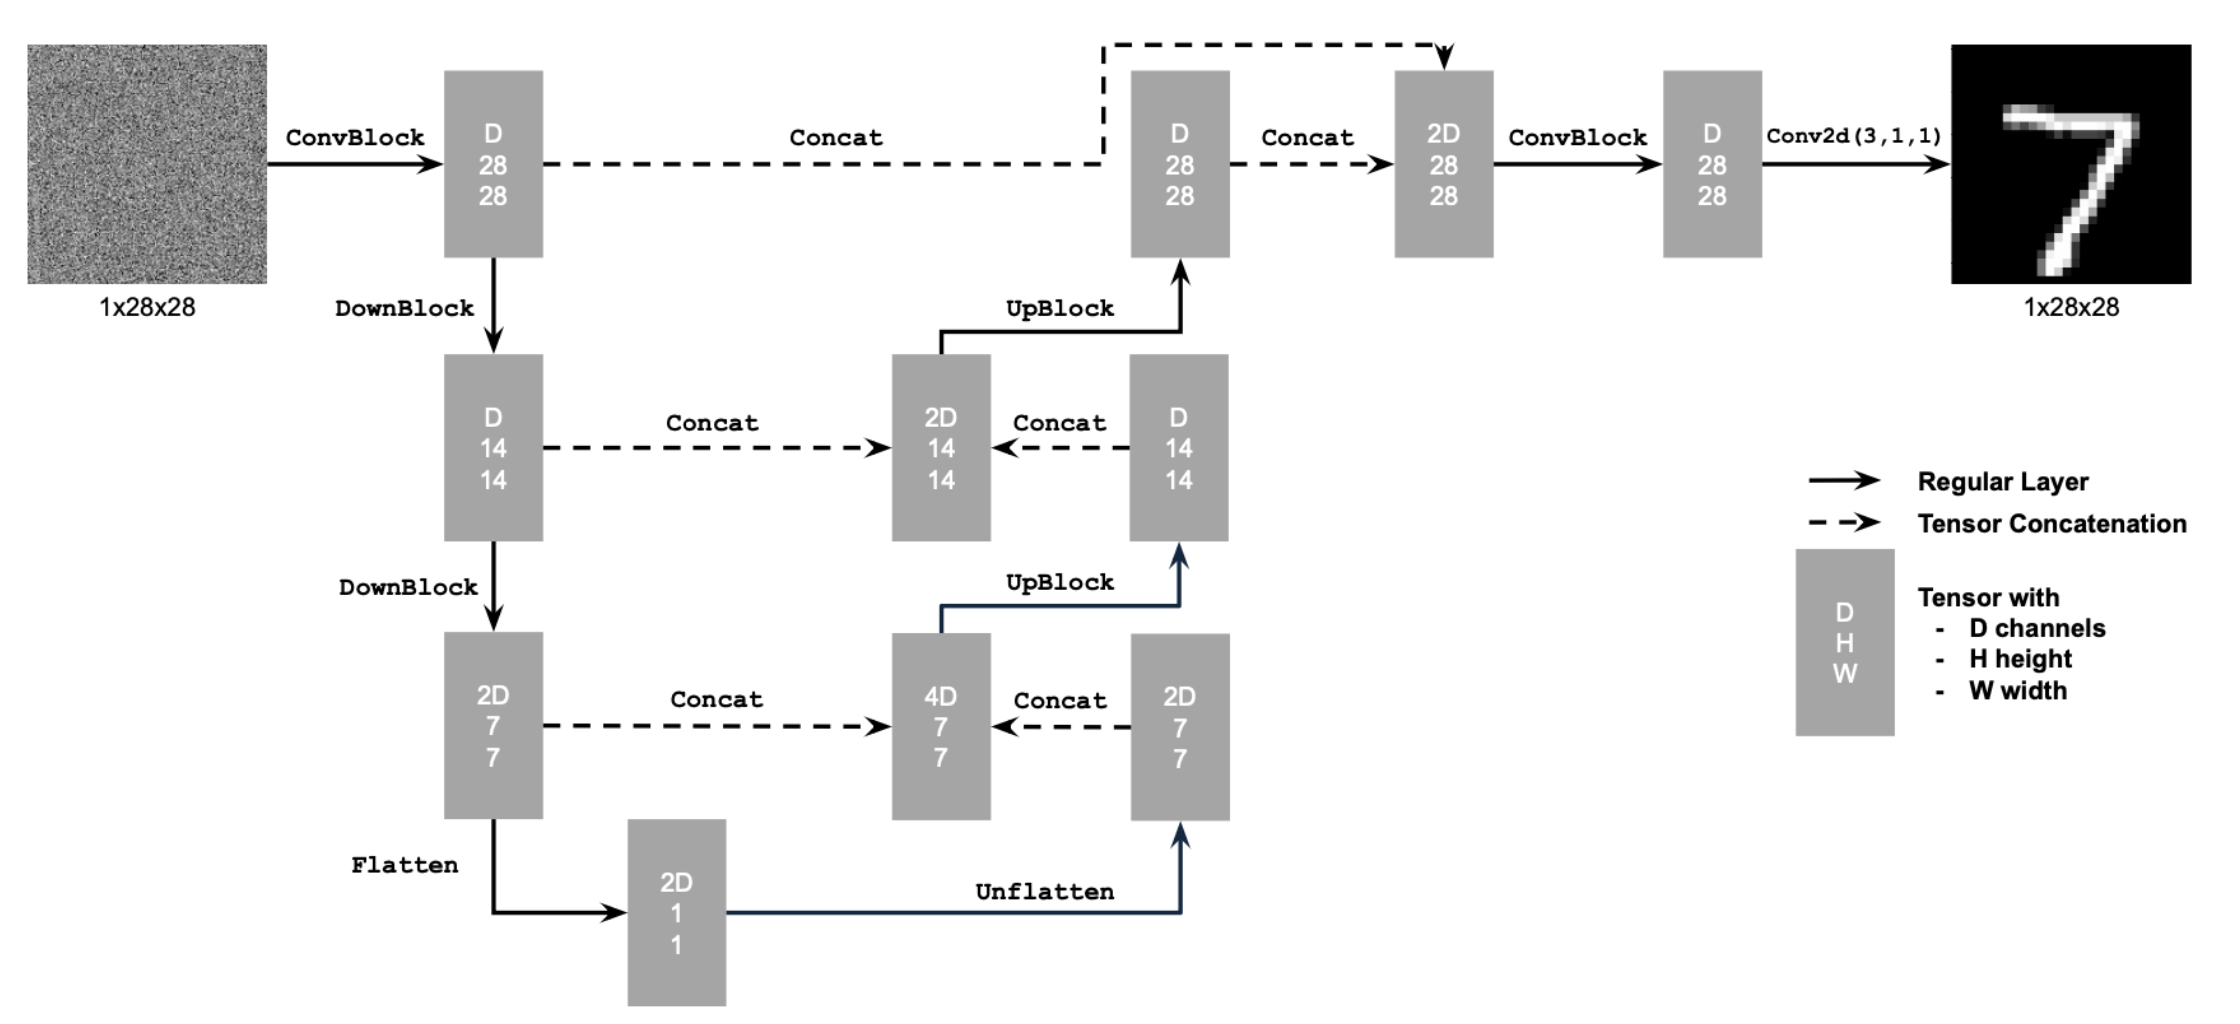 ConvBlock
D
28
28
Concat
D
28
28
Concat
2D
28
28
ConvBlock
D
28
28
Conv2d(3,1,1)
1x28x28
1x28x28
DownBlock
UpBlock
D
14
14
Concat
2D
14
14
Concat
D
14
14
DownBlock
UpBlock
2D
7
7
Concat
4D
7
7
Concat
2D
7
7
Flatten
2D
1
1
Unflatten
Regular Layer
Tensor Concatenation
D
H
W
Tensor with
- D channels
- H height
- W width
7